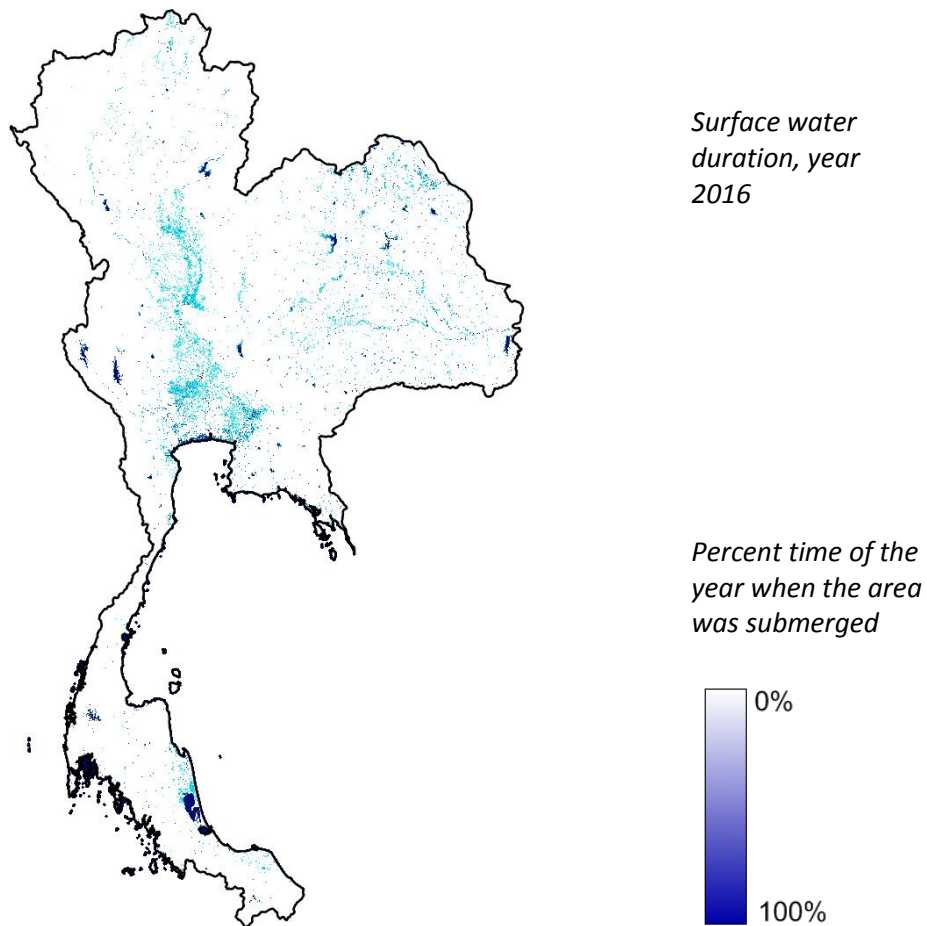 Surface water
duration, year
2016
Percent time of the
year when the area
was submerged
0%
100%